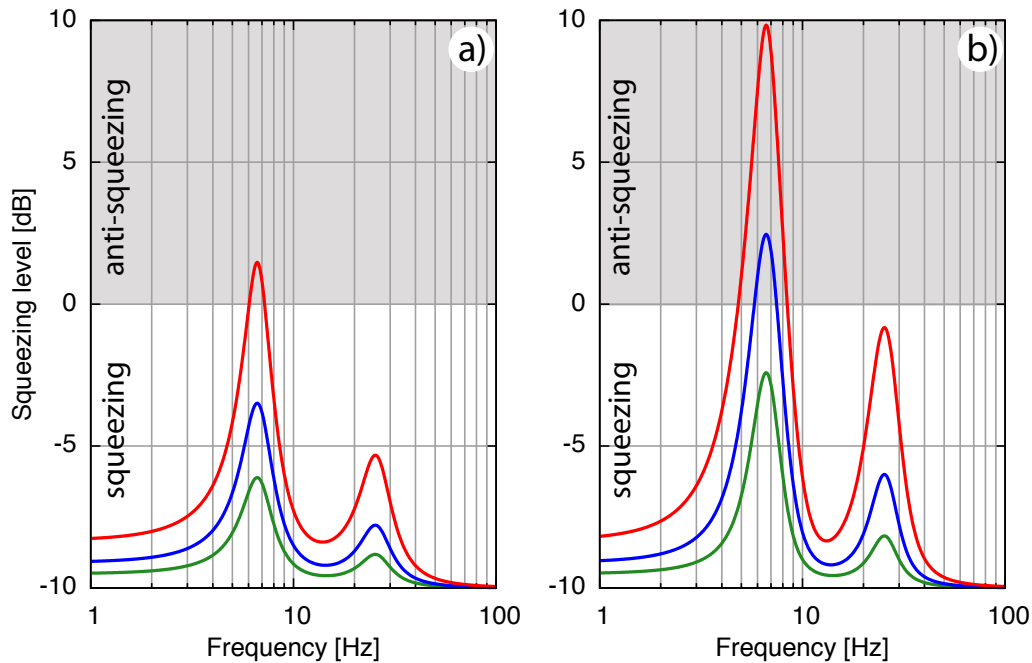 Squeezing level [dB]
10
5
0
-5
-10
anti-squeezing
squeezing
a)
1
10
100
Frequency [Hz]
10
5
0
-5
-10
anti-squeezing
squeezing
b)
1
10
100
Frequency [Hz]